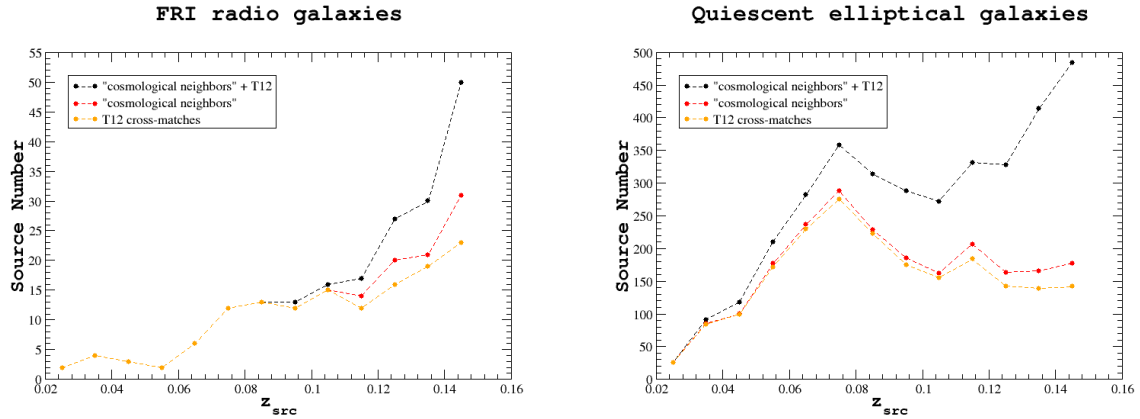 FRI radio galaxies
55
50
45
40
35
30
25
20
15
10
5
0
Source Number
"cosmological neighbors" + T12
"cosmological neighbors"
T12 cross-matches
0.02 0.04 0.06 0.08 0.1 0.12 0.14 0.16
z_src
Quiescent elliptical galaxies
500
450
400
350
300
250
200
150
100
50
0
Source Number
"cosmological neighbors" + T12
"cosmological neighbors"
T12 cross-matches
0.02 0.04 0.06 0.08 0.1 0.12 0.14 0.16
z_src